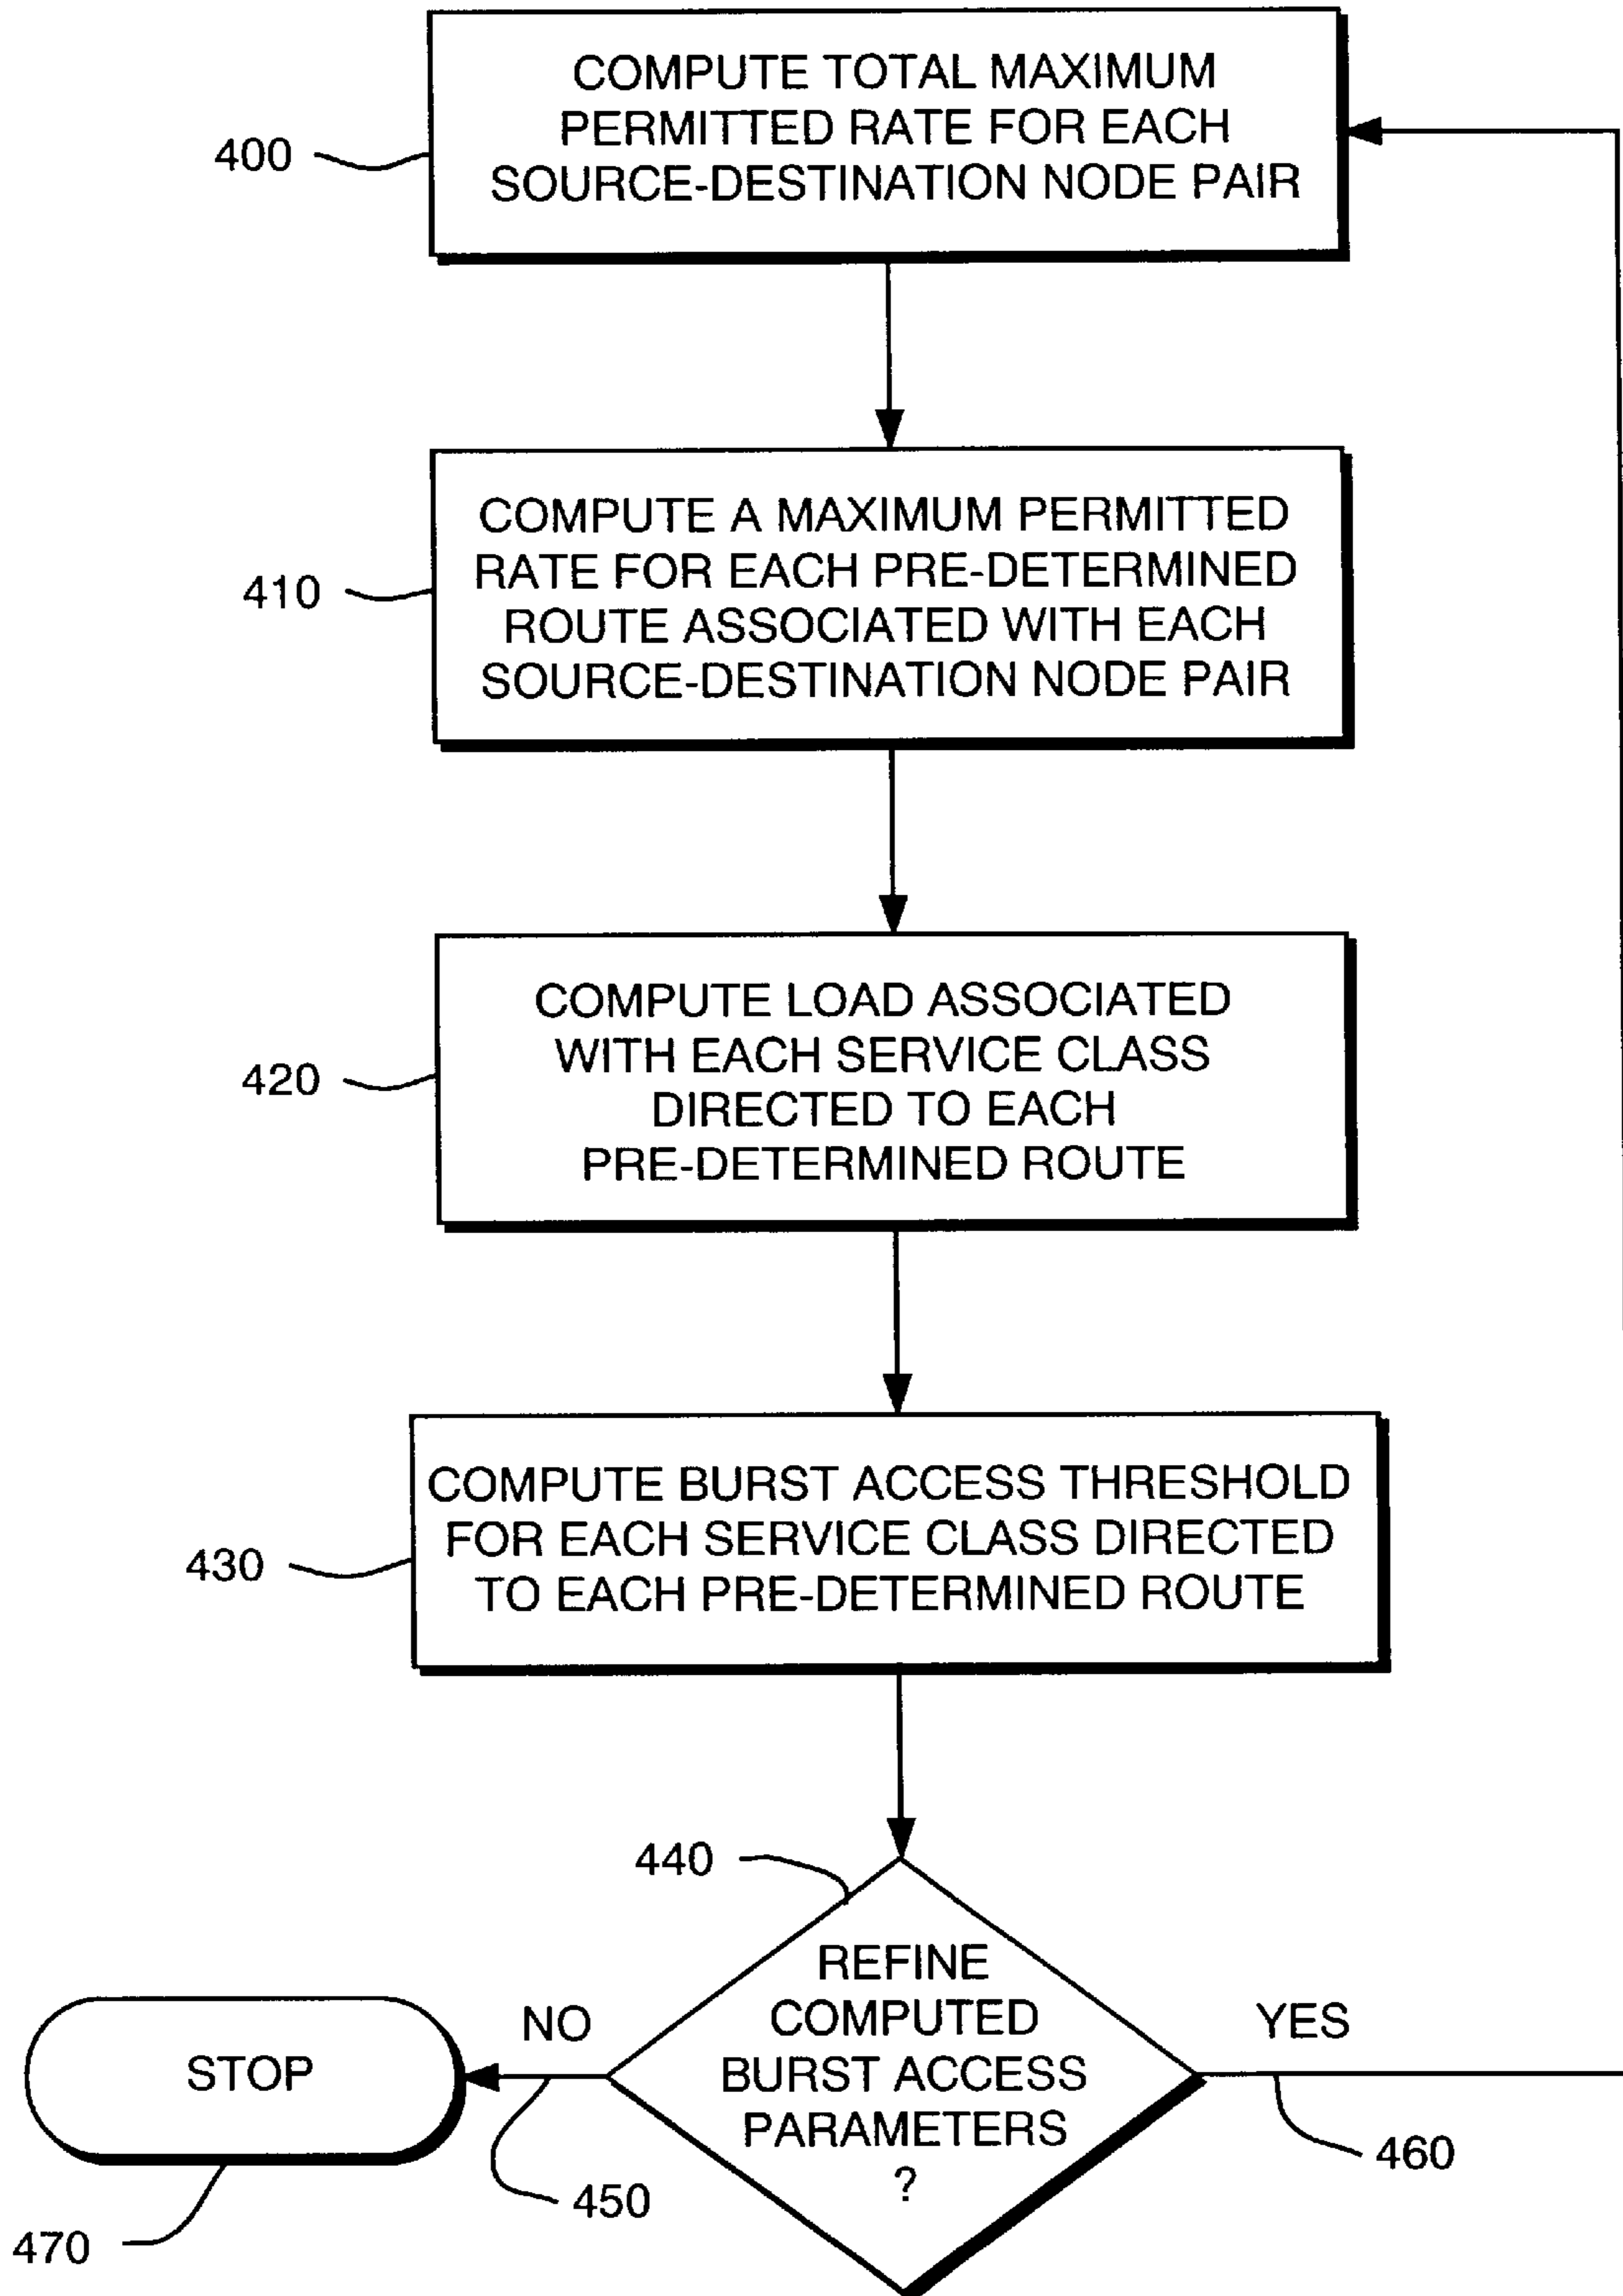 COMPUTE TOTAL MAXIMUM
PERMITTED RATE FOR EACH
SOURCE-DESTINATION NODE PAIR
400
COMPUTE A MAXIMUM PERMITTED
RATE FOR EACH PRE-DETERMINED
ROUTE ASSOCIATED WITH EACH
SOURCE-DESTINATION NODE PAIR
410
COMPUTE LOAD ASSOCIATED
WITH EACH SERVICE CLASS
DIRECTED TO EACH
PRE-DETERMINED ROUTE
420
COMPUTE BURST ACCESS THRESHOLD
FOR EACH SERVICE CLASS DIRECTED
TO EACH PRE-DETERMINED ROUTE
430
440
REFINE
COMPUTED
BURST ACCESS
PARAMETERS
?
NO
YES
STOP
450
460
470